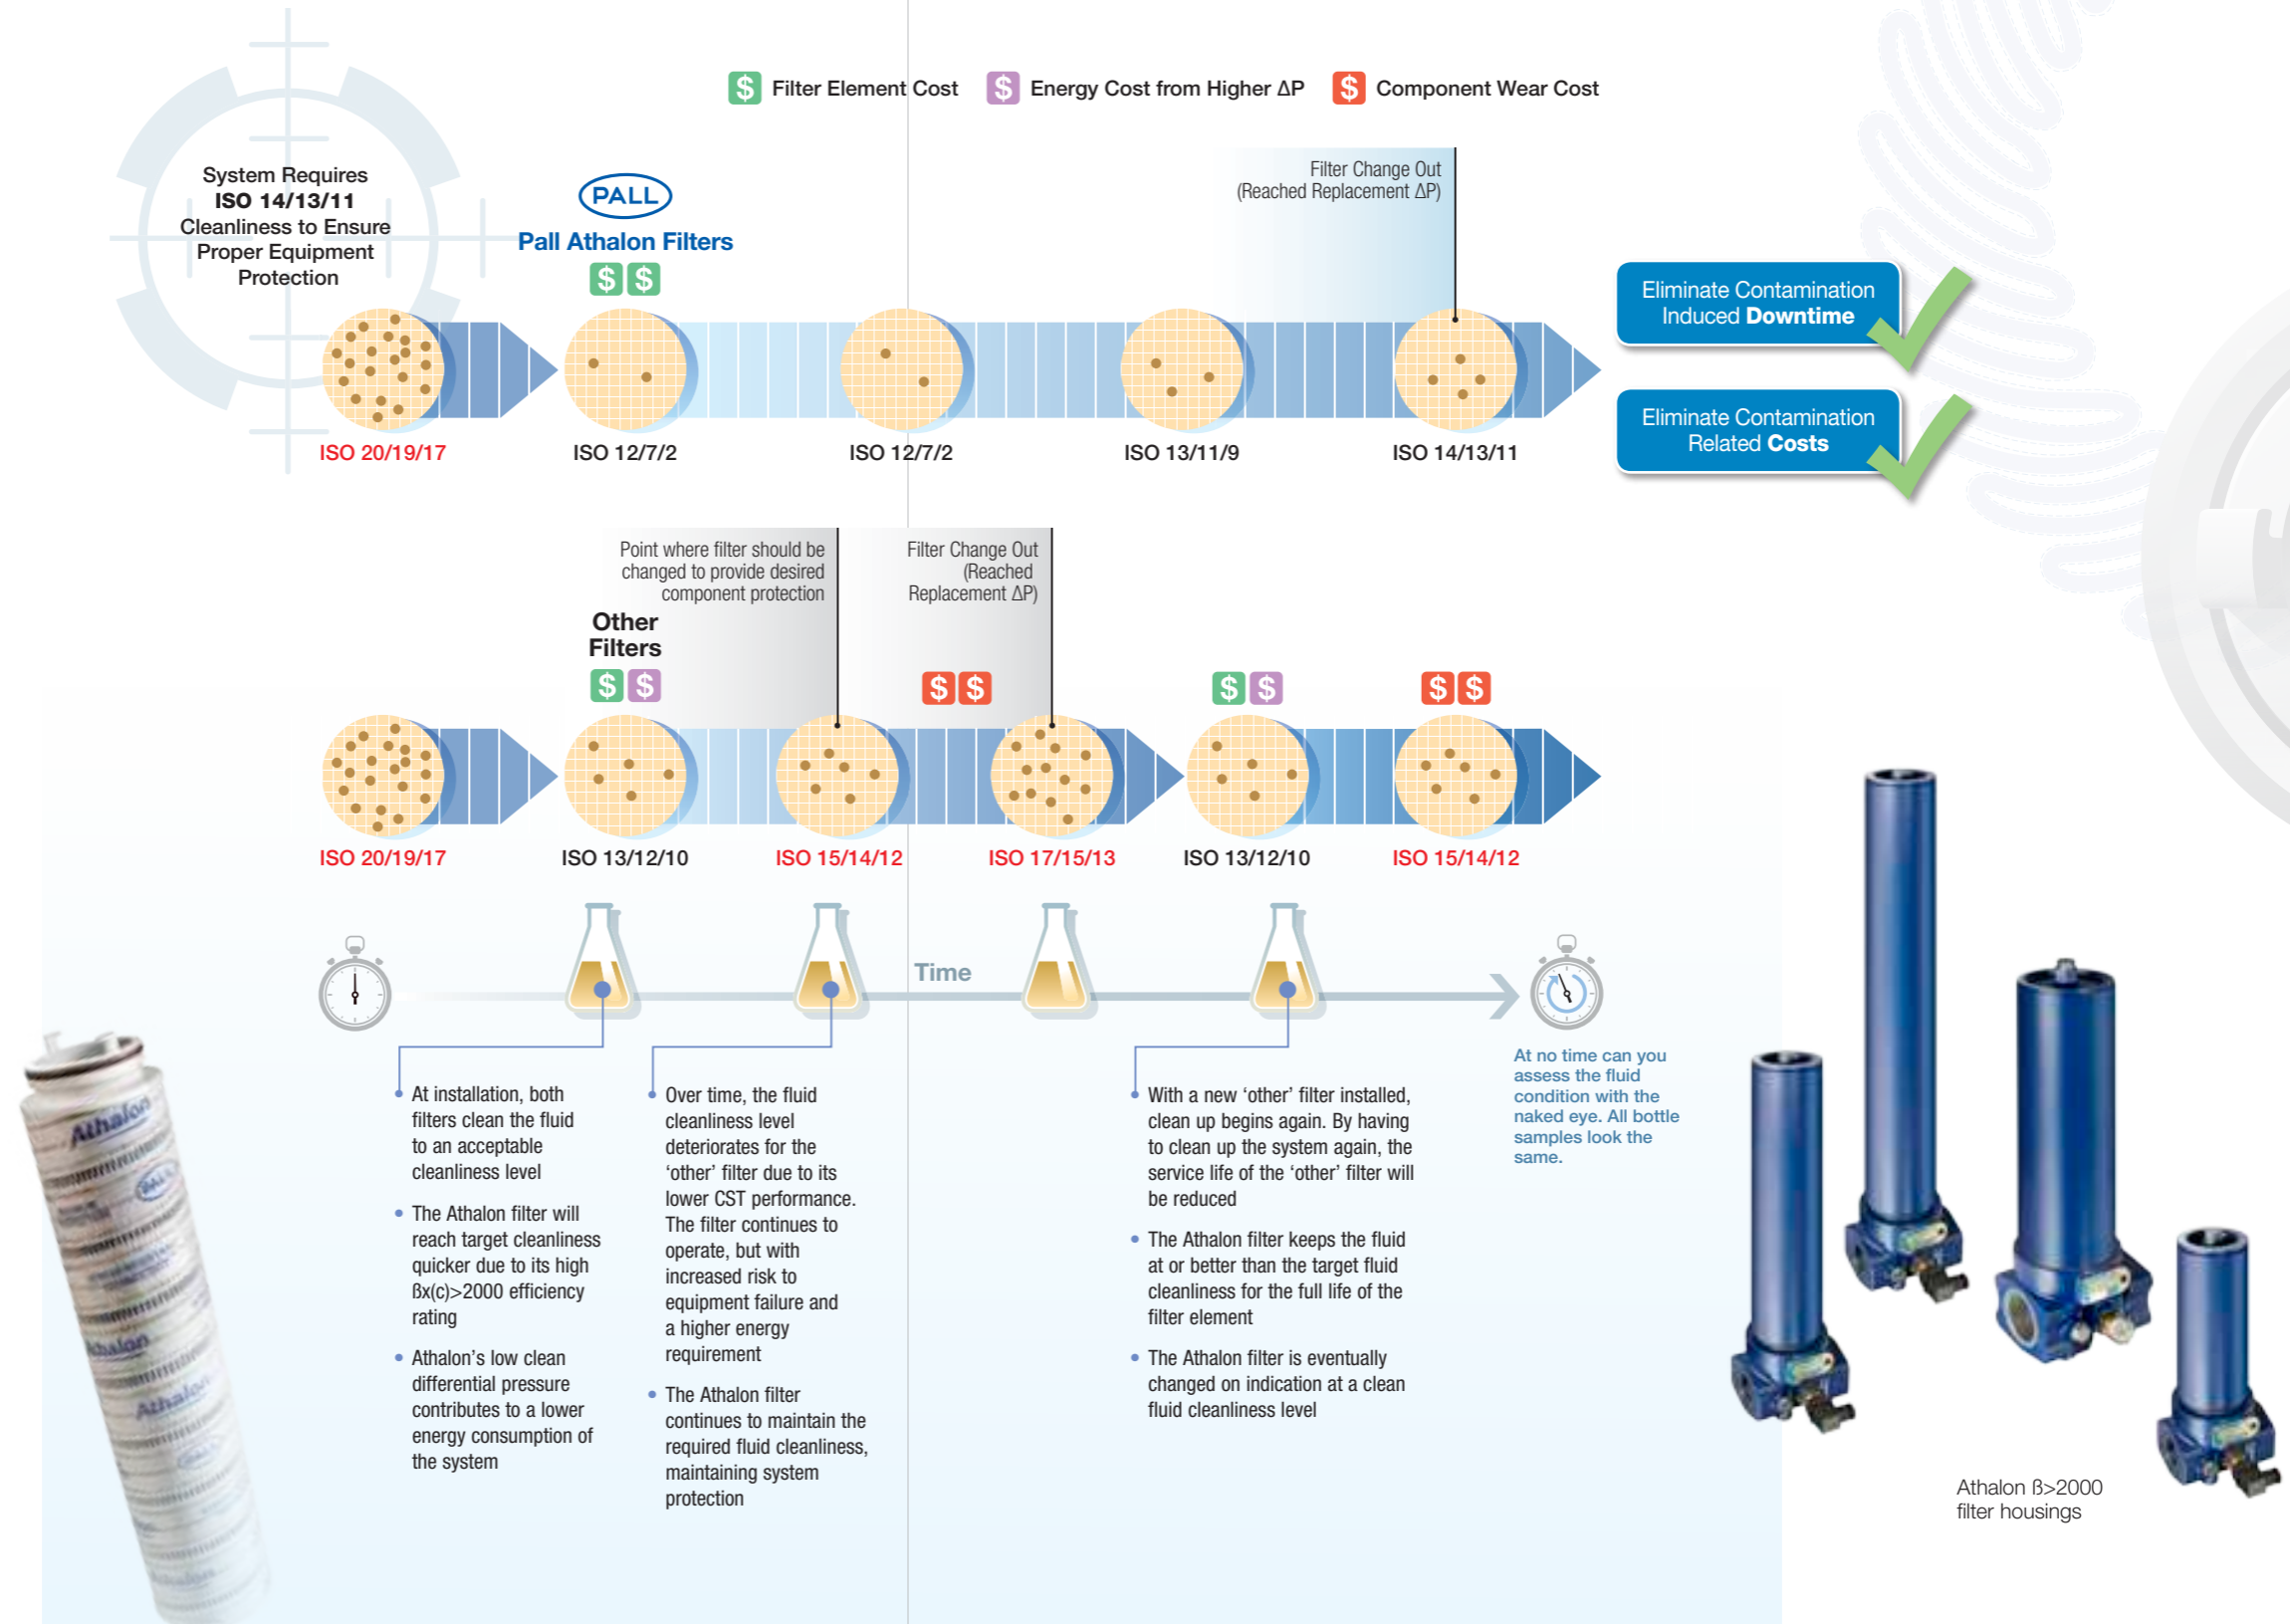 $ Filter Element Cost $ Energy Cost from Higher ΔP $ Component Wear Cost
System Requires
ISO 14/13/11
Cleanliness to Ensure
Proper Equipment
Protection
PALL
Pall Athalon Filters
$ $
Filter Change Out
(Reached Replacement ΔP)
ISO 20/19/17
ISO 12/7/2
ISO 12/7/2
ISO 13/11/9
ISO 14/13/11
Eliminate Contamination
Induced Downtime
Eliminate Contamination
Related Costs
Point where filter should be
changed to provide desired
component protection
Filter Change Out
(Reached
Replacement ΔP)
Other
Filters
$ $
$ $
$ $
$ $
ISO 20/19/17
ISO 13/12/10
ISO 15/14/12
ISO 17/15/13
ISO 13/12/10
ISO 15/14/12
Time
• At installation, both
filters clean the fluid
to an acceptable
cleanliness level
• The Athalon filter will
reach target cleanliness
quicker due to its high
ßx(c)>2000 efficiency
rating
• Athalon's low clean
differential pressure
contributes to a lower
energy consumption of
the system
• Over time, the fluid
cleanliness level
deteriorates for the
‘other’ filter due to its
lower CST performance.
The filter continues to
operate, but with
increased risk to
equipment failure and
a higher energy
requirement
• The Athalon filter
continues to maintain the
required fluid cleanliness,
maintaining system
protection
• With a new ‘other’ filter installed,
clean up begins again. By having
to clean up the system again, the
service life of the ‘other’ filter will
be reduced
• The Athalon filter keeps the fluid
at or better than the target fluid
cleanliness for the full life of the
filter element
• The Athalon filter is eventually
changed on indication at a clean
fluid cleanliness level
At no time can you
assess the fluid
condition with the
naked eye. All bottle
samples look the
same.
Athalon
Athalon
Athalon
Athalon ß>2000
filter housings